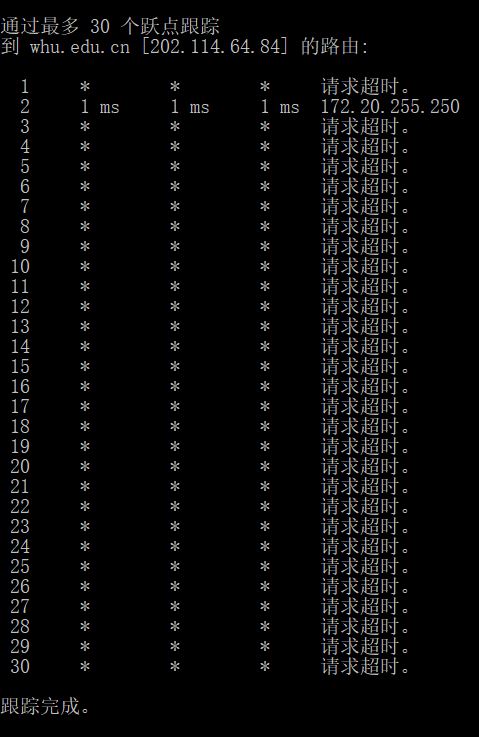 通过最多 30 个跃点跟踪
到 whu.edu.cn [202.114.64.84] 的路由:
1 * * * 请求超时。
2 1 ms 1 ms 1 ms 172.20.255.250
3 * * * 请求超时。
4 * * * 请求超时。
5 * * * 请求超时。
6 * * * 请求超时。
7 * * * 请求超时。
8 * * * 请求超时。
9 * * * 请求超时。
10 * * * 请求超时。
11 * * * 请求超时。
12 * * * 请求超时。
13 * * * 请求超时。
14 * * * 请求超时。
15 * * * 请求超时。
16 * * * 请求超时。
17 * * * 请求超时。
18 * * * 请求超时。
19 * * * 请求超时。
20 * * * 请求超时。
21 * * * 请求超时。
22 * * * 请求超时。
23 * * * 请求超时。
24 * * * 请求超时。
25 * * * 请求超时。
26 * * * 请求超时。
27 * * * 请求超时。
28 * * * 请求超时。
29 * * * 请求超时。
30 * * * 请求超时。
跟踪完成。